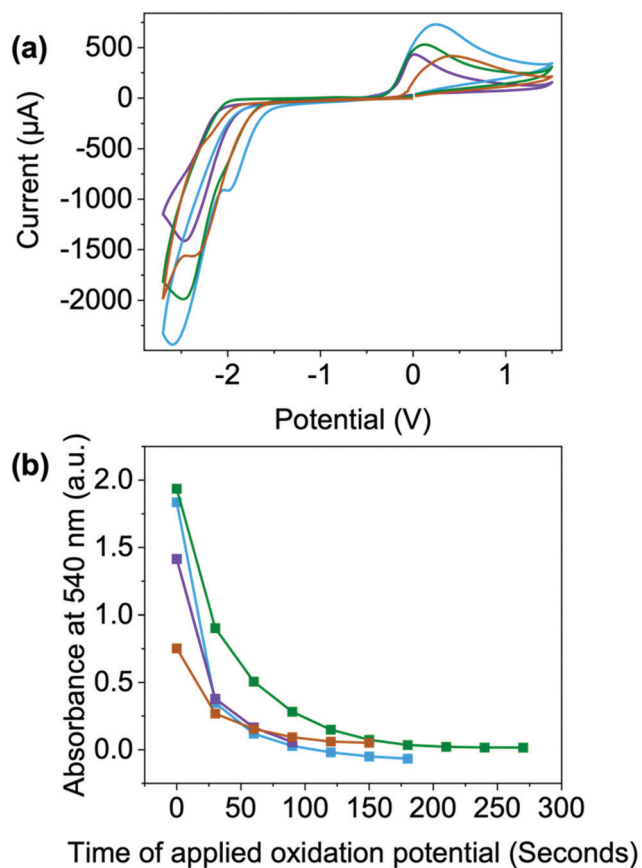 (a)
500
0
-500
-1000
-1500
-2000
Current (µA)
-2 -1 0 1
Potential (V)
(b)
2.0
1.5
1.0
0.5
0.0
Absorbance at 540 nm (a.u.)
0 50 100 150 200 250 300
Time of applied oxidation potential (Seconds)